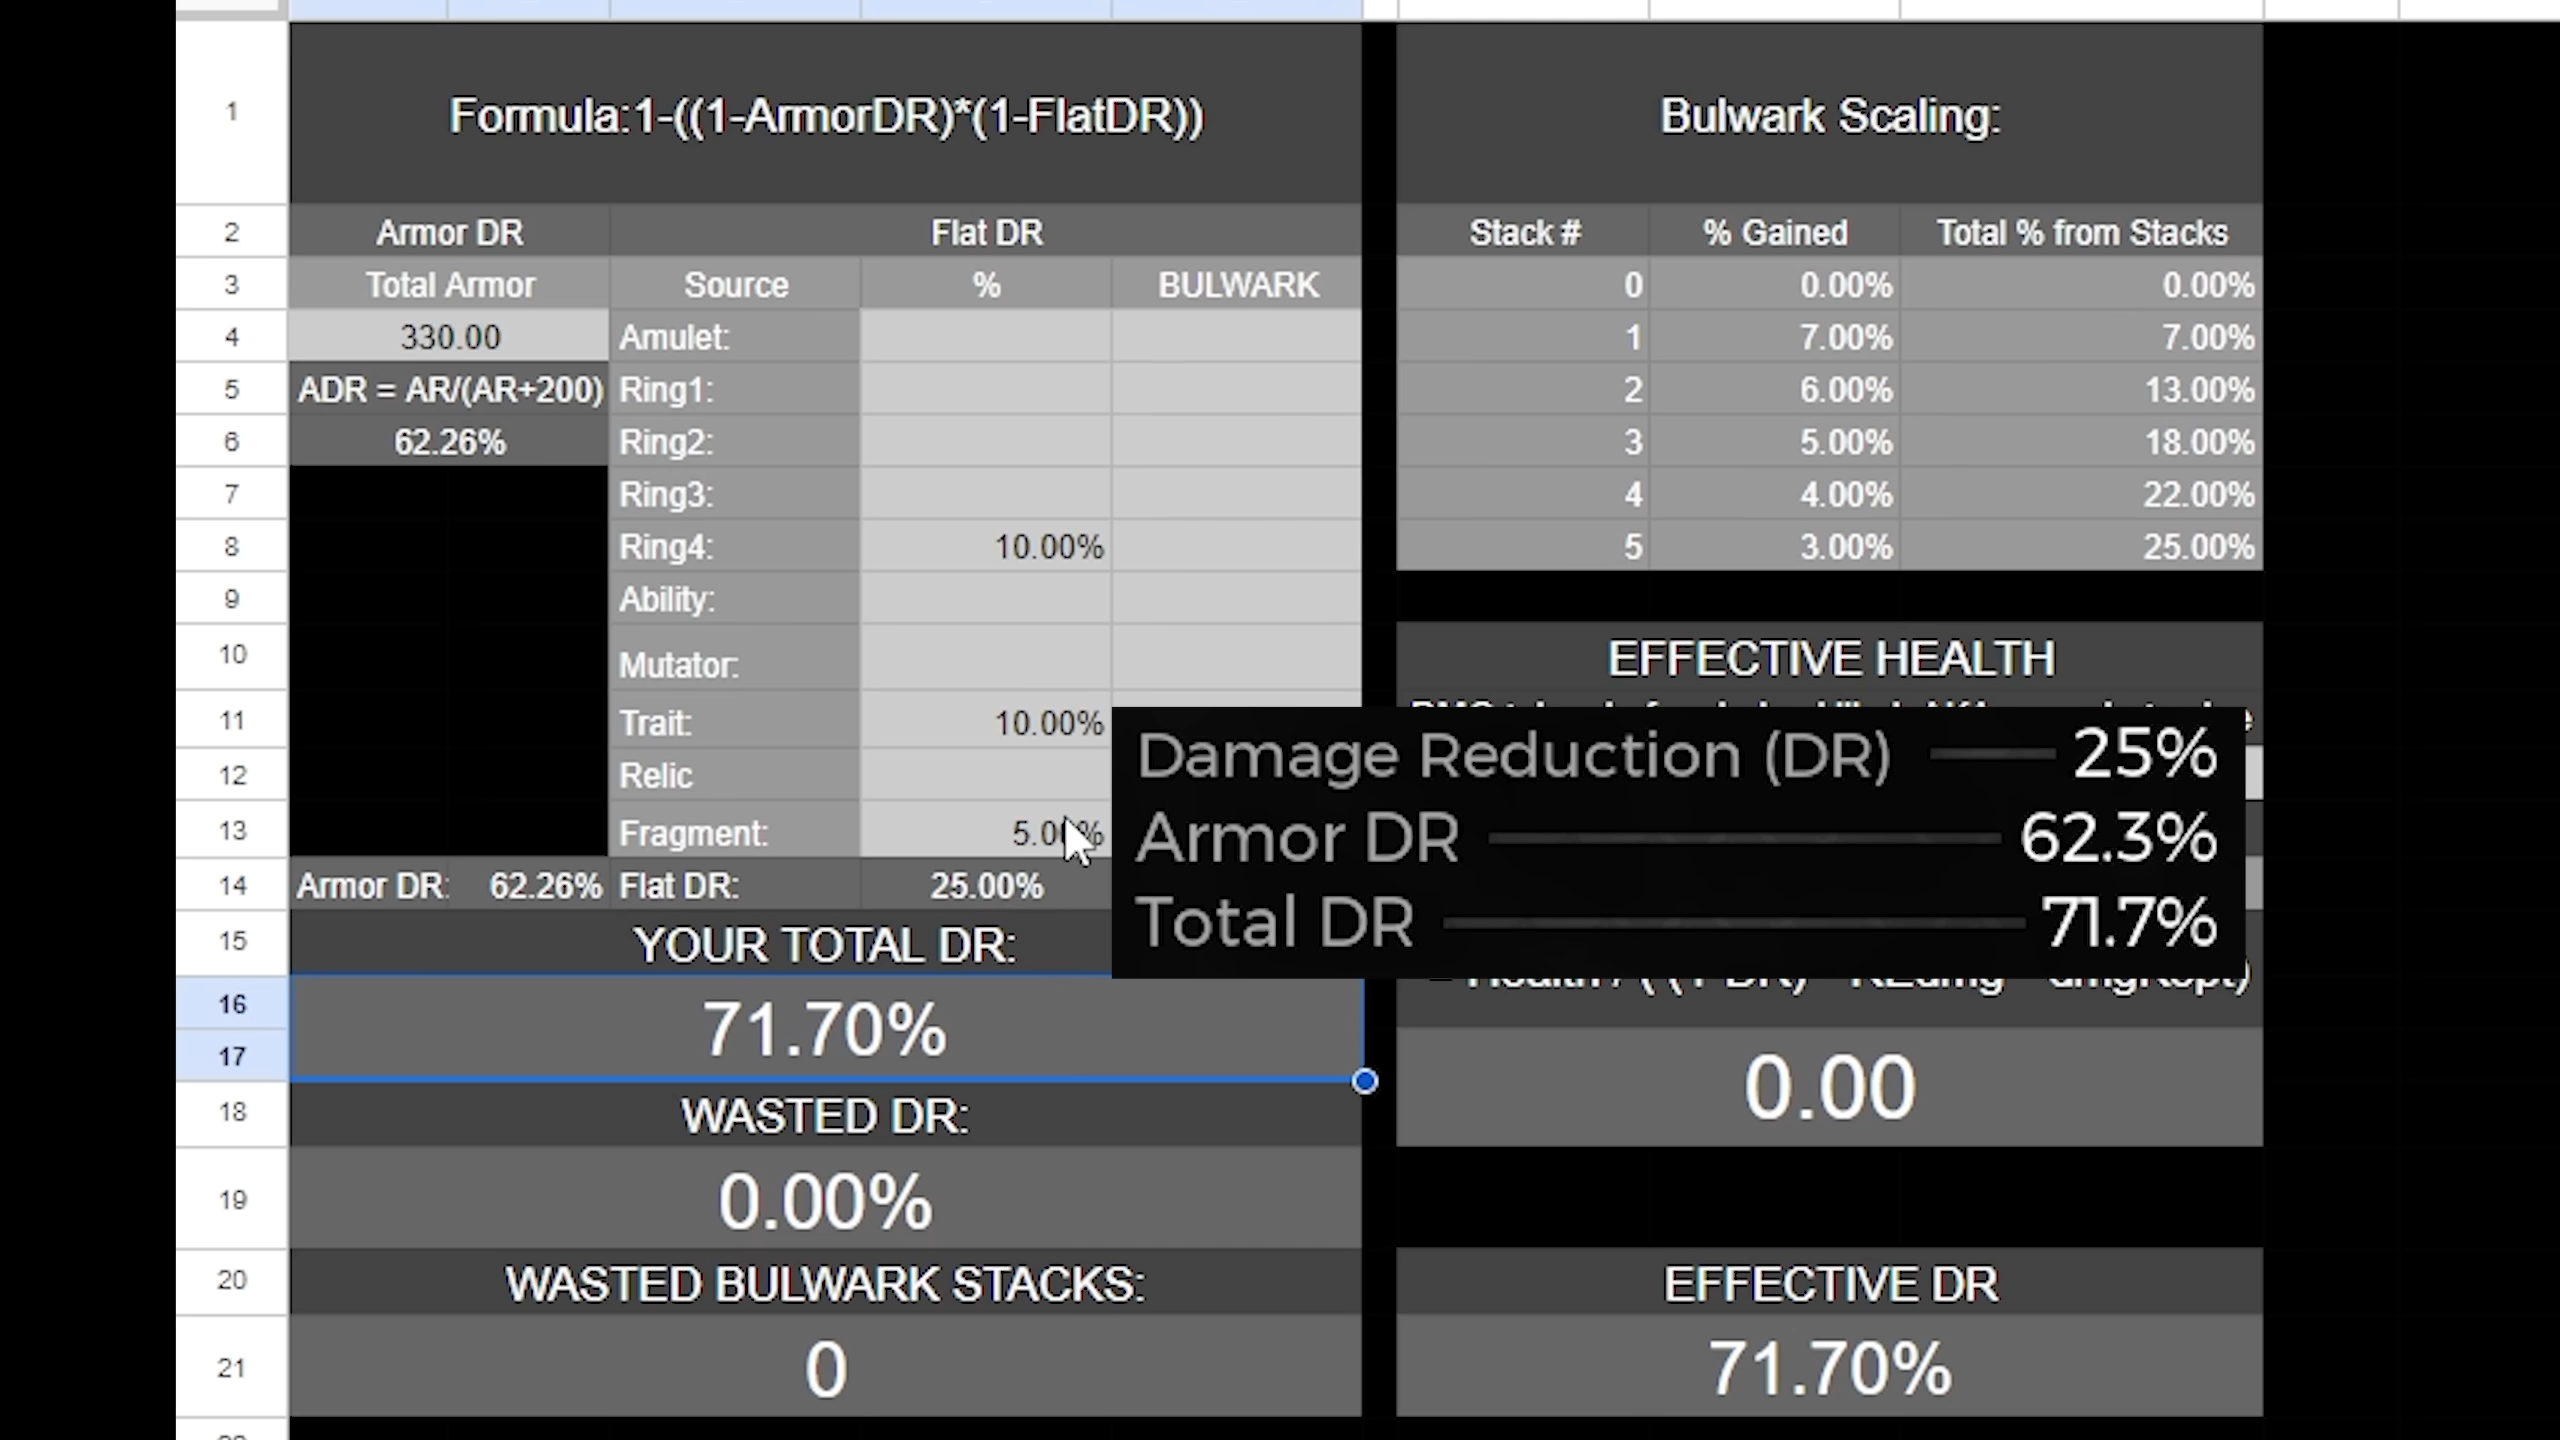 1 Formula:1-((1-ArmorDR)*(1-FlatDR)) Bulwark Scaling:
2 Armor DR Flat DR Stack # % Gained Total % from Stacks
3 Total Armor Source % BULWARK 0 0.00% 0.00%
4 330.00 Amulet: 1 7.00% 7.00%
5 ADR = AR/(AR+200) Ring1: 2 6.00% 13.00%
6 62.26% Ring2: 3 5.00% 18.00%
7 Ring3: 4 4.00% 22.00%
8 Ring4: 10.00% 5 3.00% 25.00%
9 Ability:
10 Mutator: EFFECTIVE HEALTH
11 Trait: 10.00%
Damage Reduction (DR) 25%
12 Relic
13 Fragment: Armor DR 62.3%
14 Armor DR: 62.26% Flat DR: 25.00%
Total DR 71.7%
15 YOUR TOTAL DR:
16 71.70%
17 0.00
18 WASTED DR:
19 0.00%
20 WASTED BULWARK STACKS: EFFECTIVE DR
21 0 71.70%